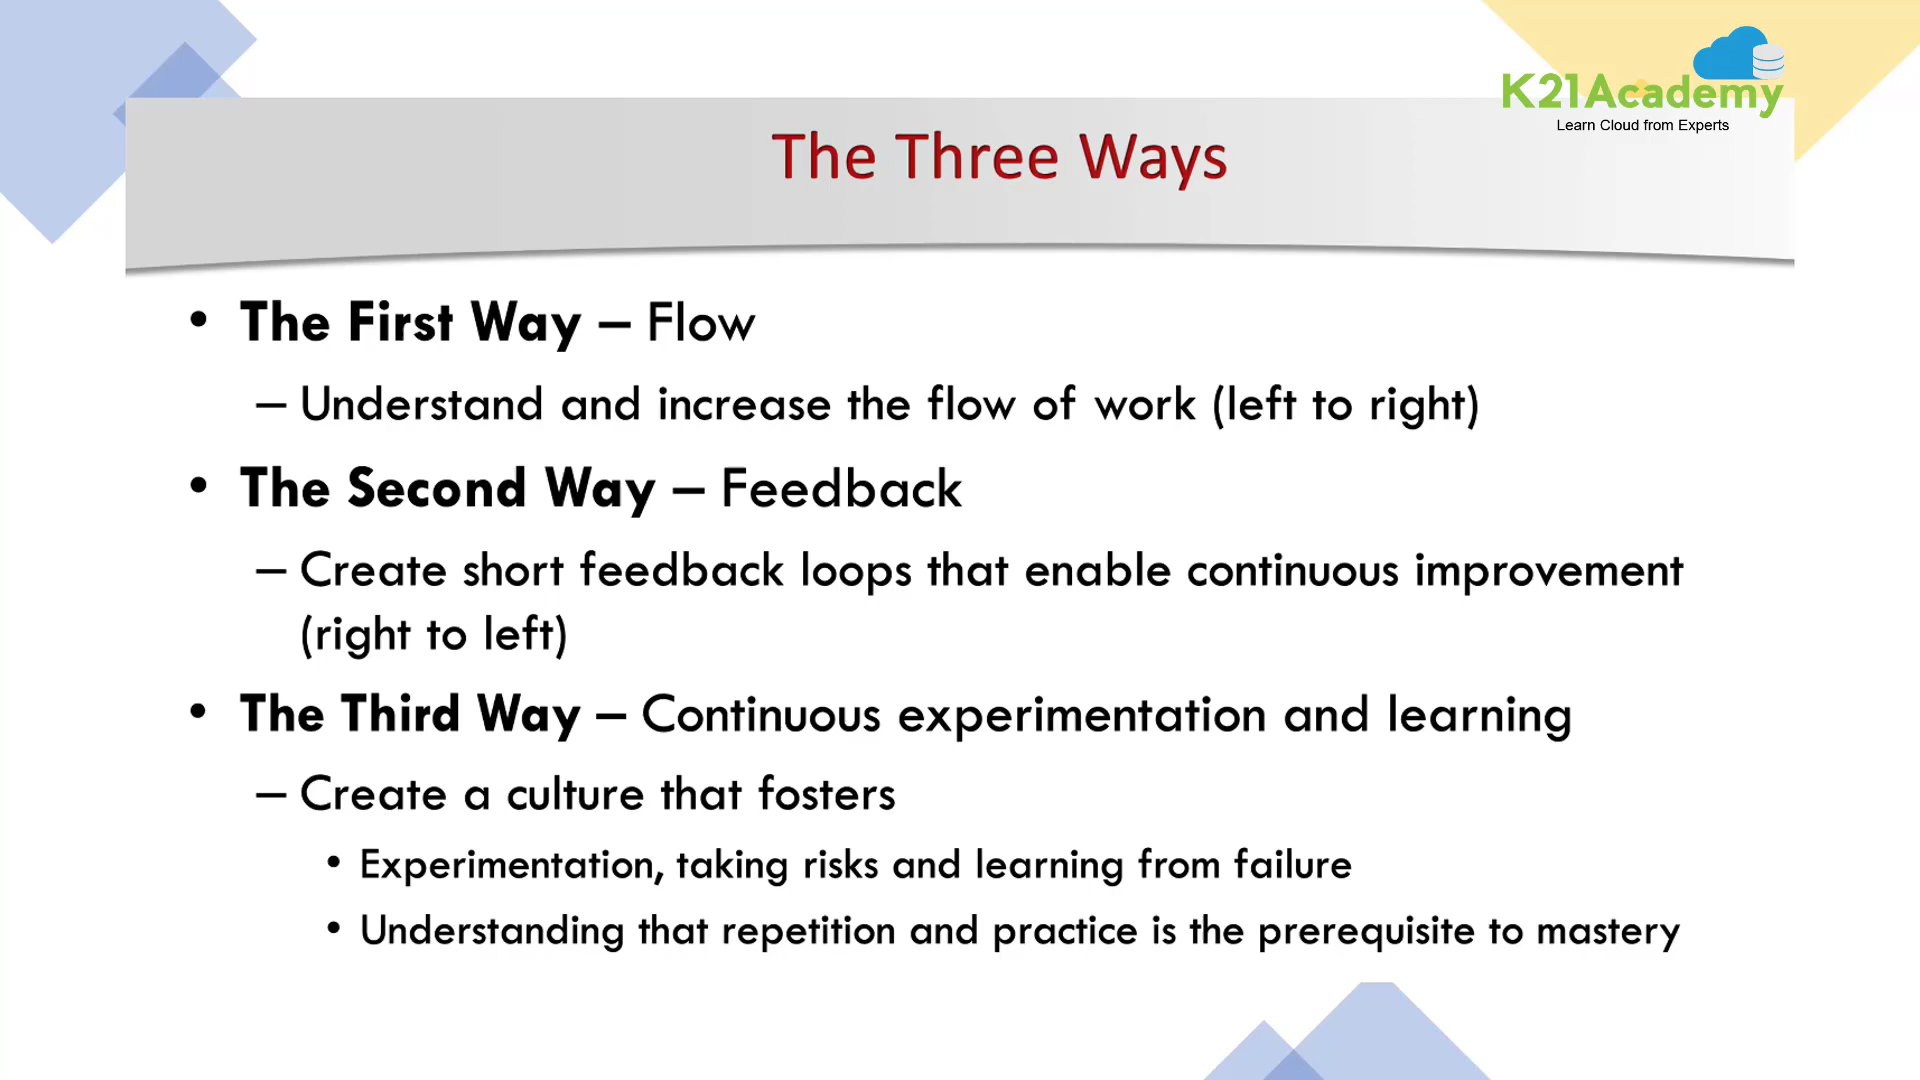 K21Academy
Learn Cloud from Experts
The Three Ways
• The First Way – Flow
– Understand and increase the flow of work (left to right)
• The Second Way – Feedback
– Create short feedback loops that enable continuous improvement
(right to left)
• The Third Way – Continuous experimentation and learning
– Create a culture that fosters
• Experimentation, taking risks and learning from failure
• Understanding that repetition and practice is the prerequisite to mastery